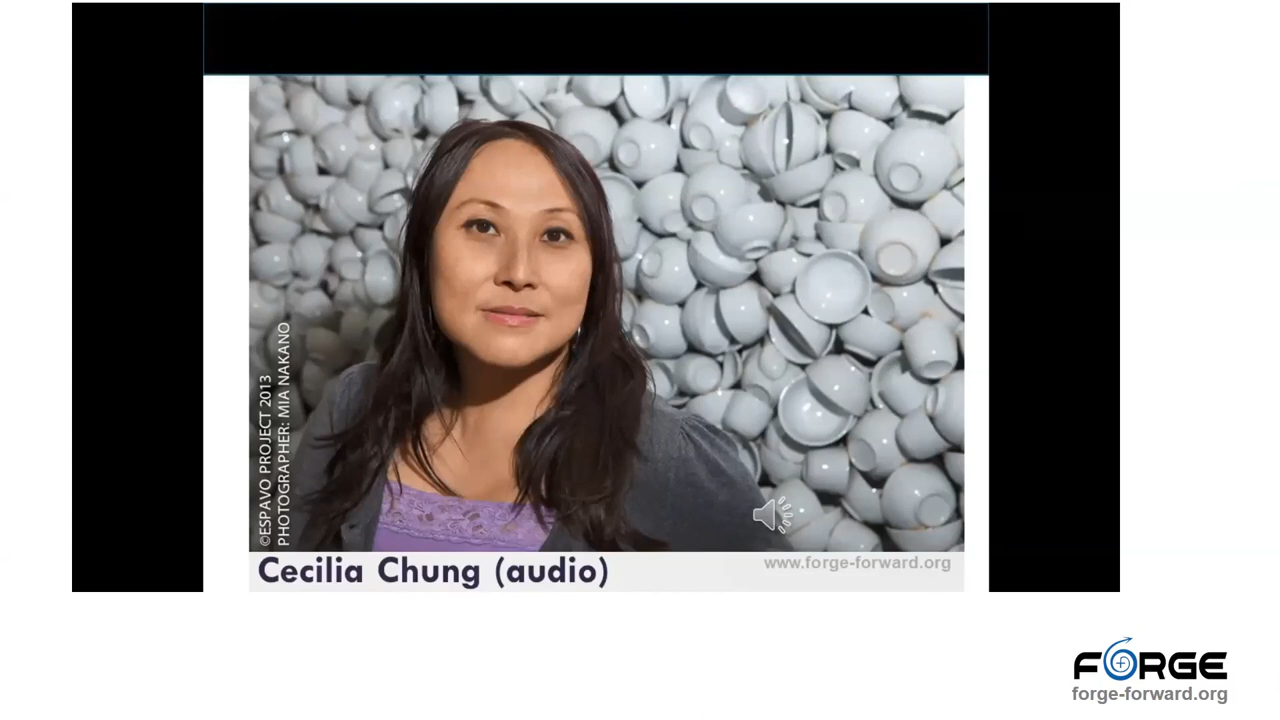 ©ESPAVO PROJECT 2013
PHOTOGRAPHER: MIA NAKANO
Cecilia Chung (audio)
www.forge-forward.org
FORGE
forge-forward.org